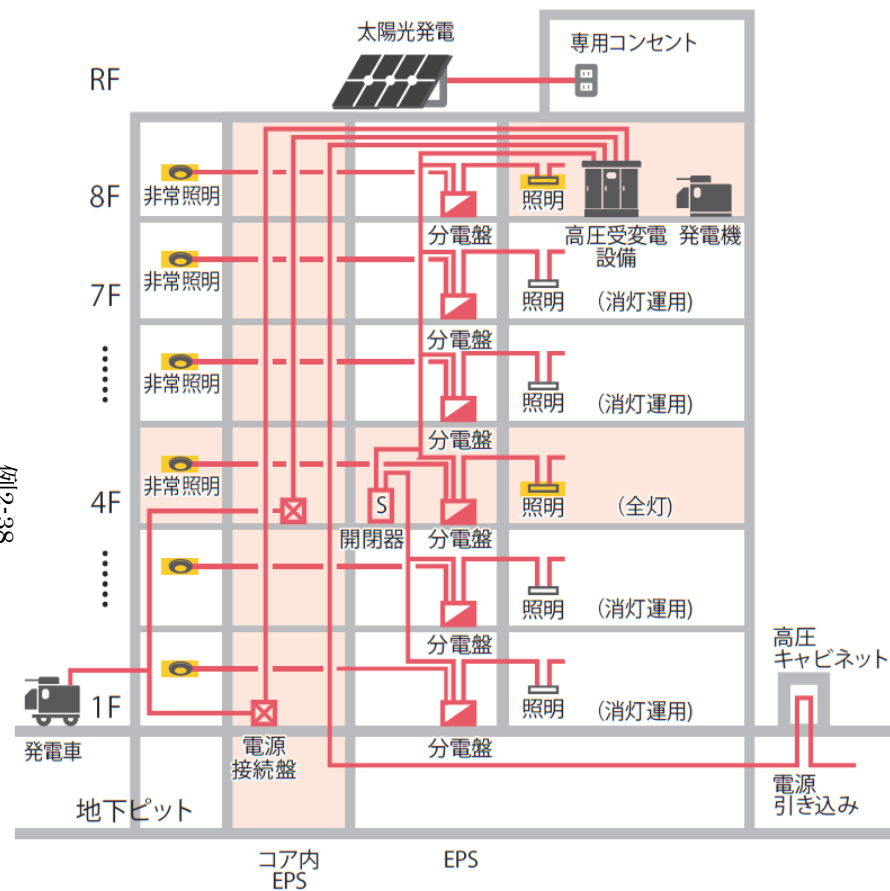 太陽光発電
専用コンセント
RF
8F
非常照明
照明
分電盤
高圧受変電
設備
発電機
7F
非常照明
照明
(消灯運用)
分電盤
非常照明
照明
(消灯運用)
分電盤
4F
非常照明
S
開閉器
分電盤
照明
(全灯)
照明
(消灯運用)
分電盤
高圧
キャビネット
1F
照明
(消灯運用)
発電車
電源
接続盤
分電盤
電源
引き込み
地下ピット
コア内
EPS
EPS
例2-38